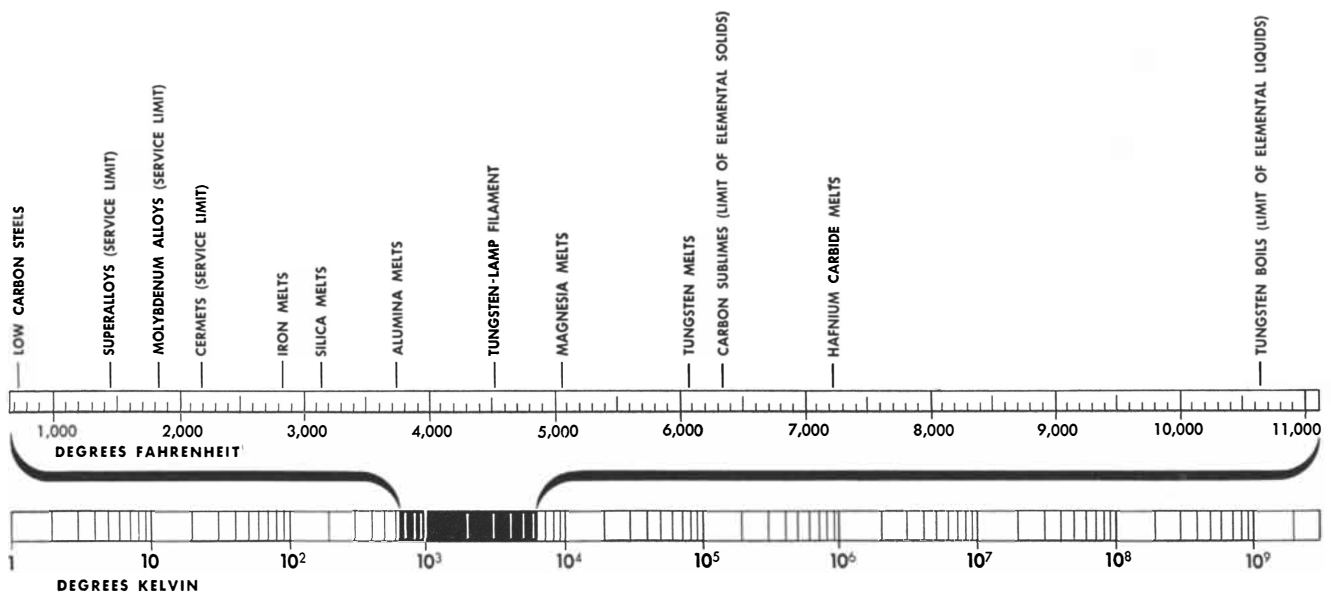 LOW CARBON STEELS
SUPERALLOYS (SERVICE LIMIT)
MOLYBDENUM ALLOYS (SERVICE LIMIT)
CERMETS (SERVICE LIMIT)
IRON MELTS
SILICA MELTS
ALUMINA MELTS
TUNGSTEN-LAMP FILAMENT
MAGNESIA MELTS
TUNGSTEN MELTS
CARBON SUBLIMES (LIMIT OF ELEMENTAL SOLIDS)
HAFNIUM CARBIDE MELTS
TUNGSTEN BOILS (LIMIT OF ELEMENTAL LIQUIDS)
1,000 2,000 3,000 4,000 5,000 6,000 7,000 8,000 9,000 10,000 11,000
DEGREES FAHRENHEIT
1 10 10² 10³ 10⁴ 10⁵ 10⁶ 10⁷ 10⁸ 10⁹
DEGREES KELVIN